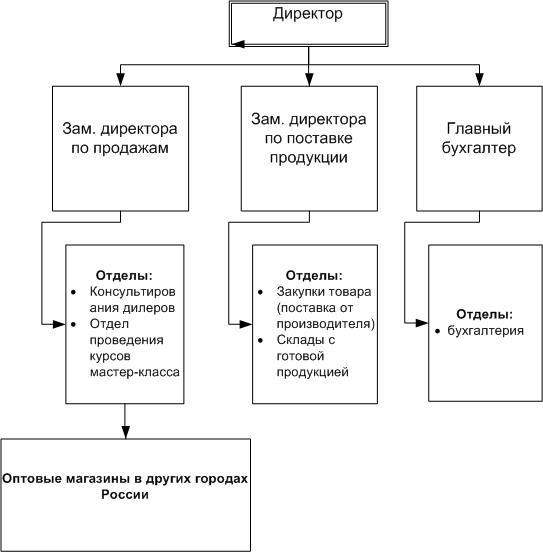 Директор
Зам. директора
по продажам
Зам. директора
по поставке
продукции
Главный
бухгалтер
Отделы:
• Консультиров
ания дилеров
• Отдел
проведения
курсов
мастер-класса
Отделы:
• Закупки товара
(поставка от
производителя)
• Склады с
готовой
продукцией
Отделы:
• бухгалтерия
Оптовые магазины в других городах
России